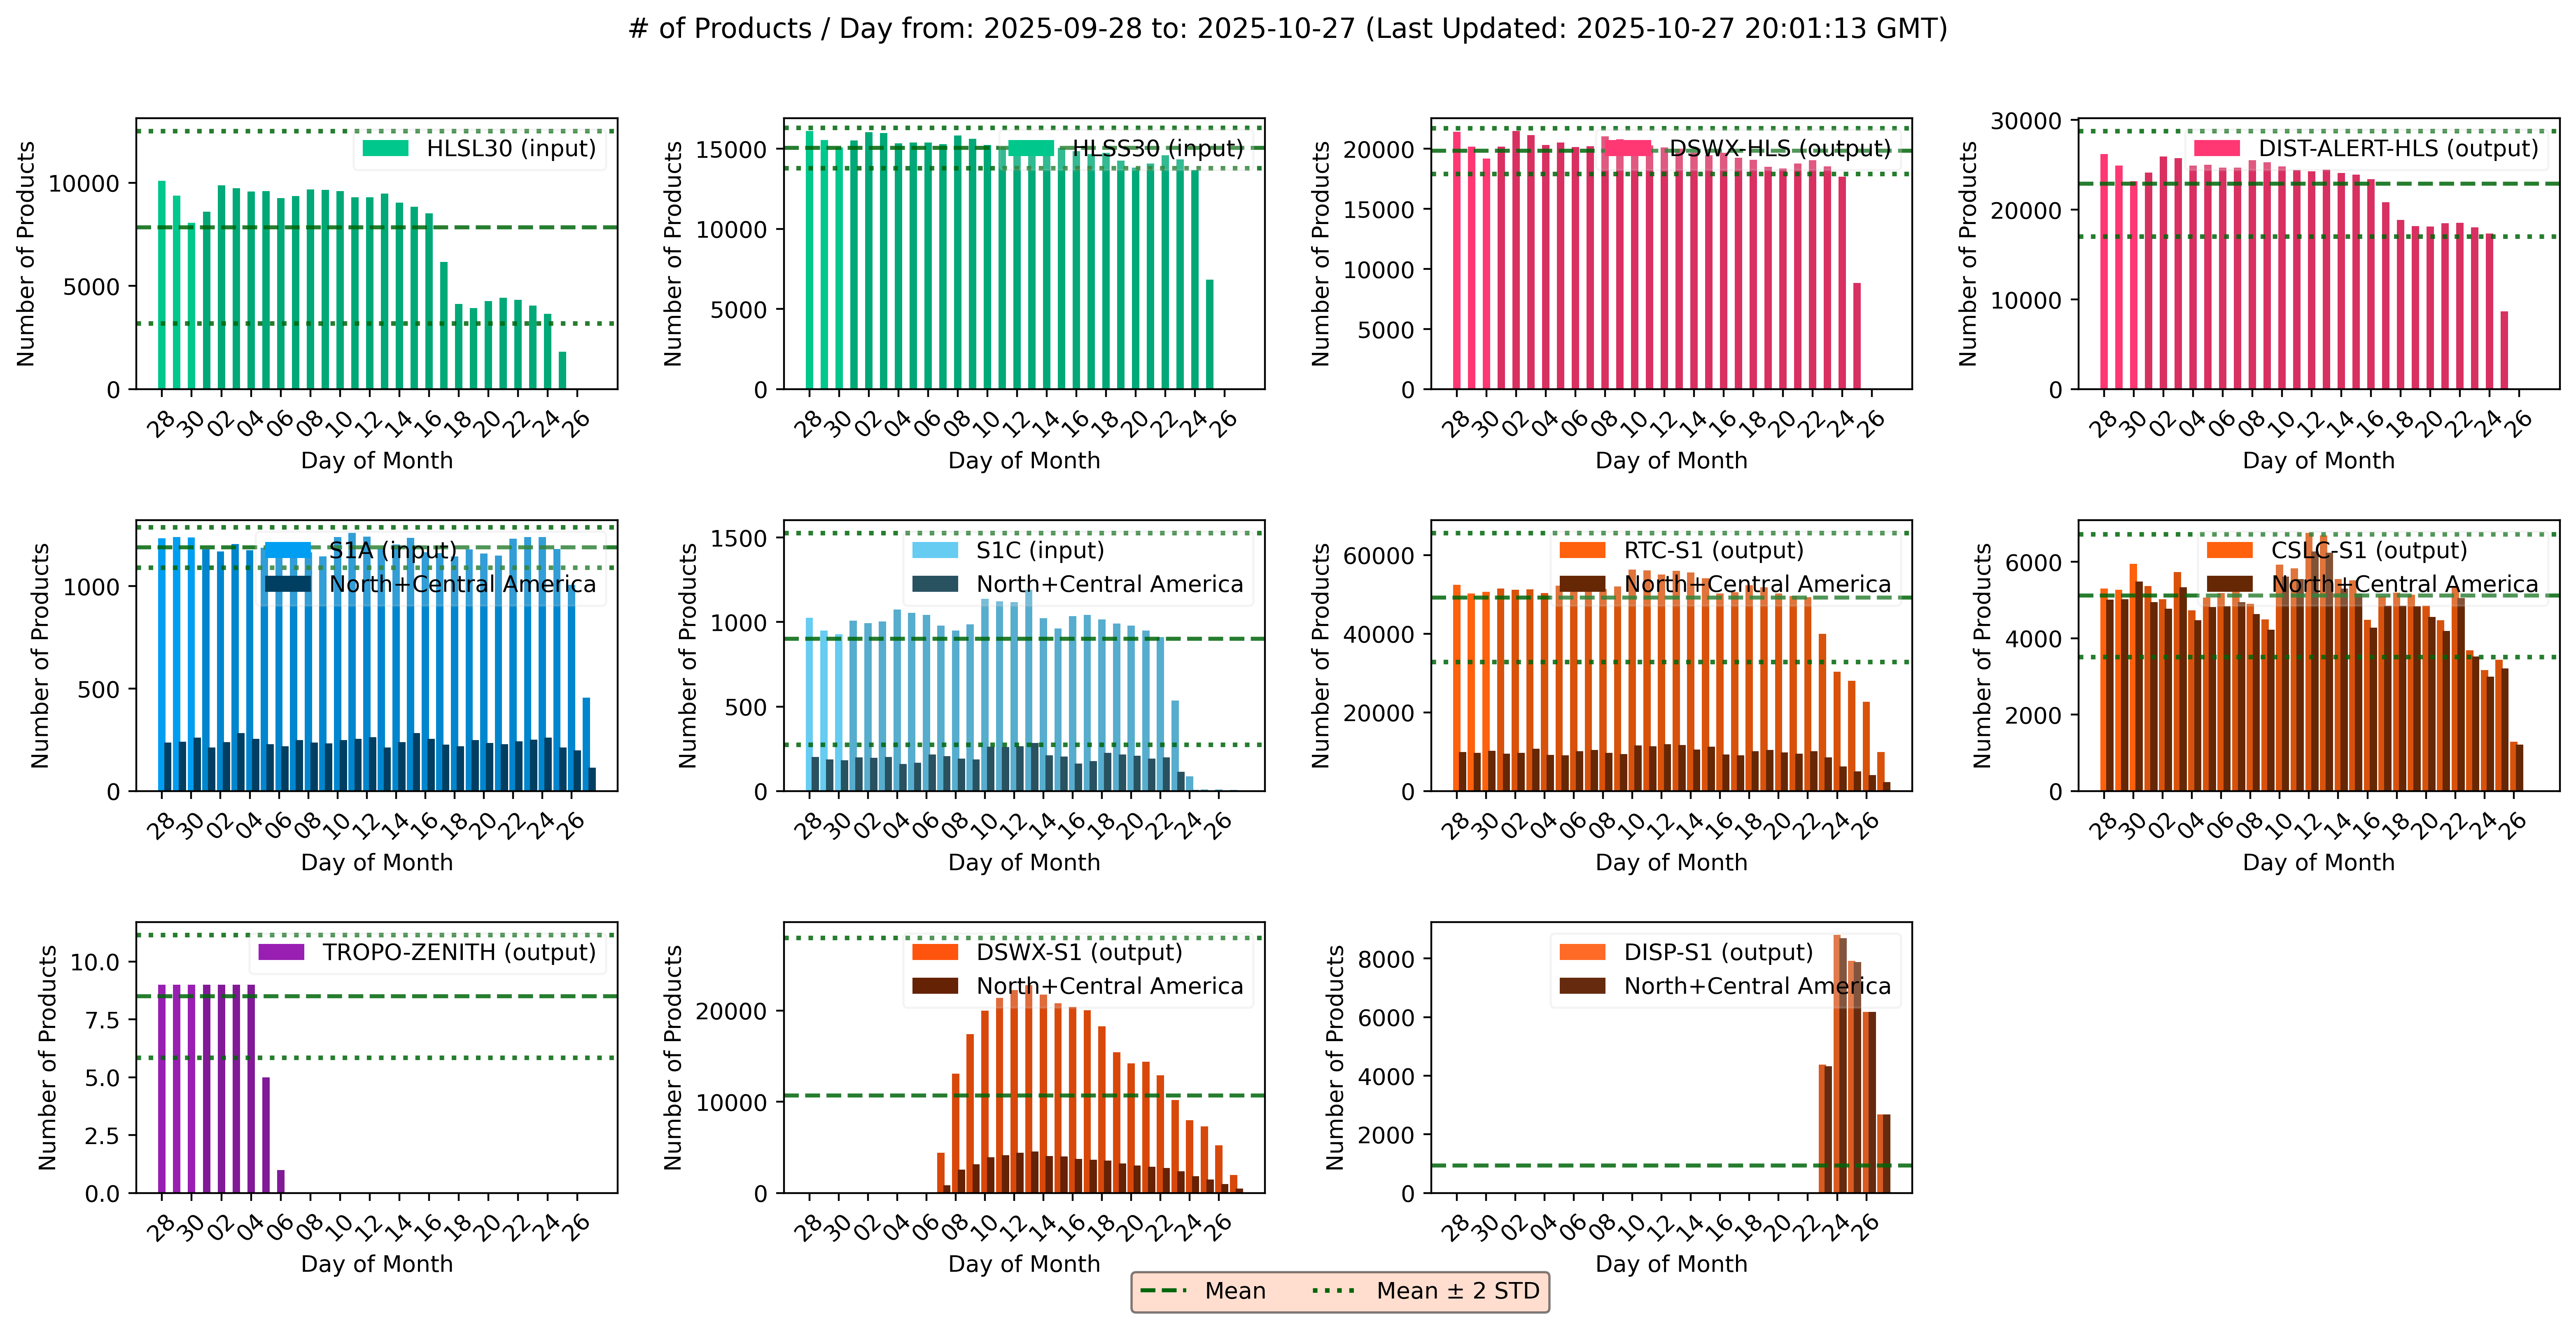 # of Products / Day from: 2025-09-28 to: 2025-10-27 (Last Updated: 2025-10-27 20:01:13 GMT)
Number of Products
10000
5000
0
HLSL30 (input)
28 30 02 04 06 08 10 12 14 16 18 20 22 24 26
Day of Month
Number of Products
15000
10000
5000
0
HLSS30 (input)
28 30 02 04 06 08 10 12 14 16 18 20 22 24 26
Day of Month
Number of Products
20000
15000
10000
5000
0
DSWX-HLS (output)
28 30 02 04 06 08 10 12 14 16 18 20 22 24 26
Day of Month
Number of Products
30000
20000
10000
0
DIST-ALERT-HLS (output)
28 30 02 04 06 08 10 12 14 16 18 20 22 24 26
Day of Month
Number of Products
1000
500
0
S1A (input)
North+Central America
28 30 02 04 06 08 10 12 14 16 18 20 22 24 26
Day of Month
Number of Products
1500
1000
500
0
S1C (input)
North+Central America
28 30 02 04 06 08 10 12 14 16 18 20 22 24 26
Day of Month
Number of Products
60000
40000
20000
0
RTC-S1 (output)
North+Central America
28 30 02 04 06 08 10 12 14 16 18 20 22 24 26
Day of Month
Number of Products
6000
4000
2000
0
CSLC-S1 (output)
North+Central America
28 30 02 04 06 08 10 12 14 16 18 20 22 24 26
Day of Month
Number of Products
10.0
7.5
5.0
2.5
0.0
TROPO-ZENITH (output)
28 30 02 04 06 08 10 12 14 16 18 20 22 24 26
Day of Month
Number of Products
20000
10000
0
DSWX-S1 (output)
North+Central America
28 30 02 04 06 08 10 12 14 16 18 20 22 24 26
Day of Month
Number of Products
8000
6000
4000
2000
0
DISP-S1 (output)
North+Central America
28 30 02 04 06 08 10 12 14 16 18 20 22 24 26
Day of Month
Mean
Mean ± 2 STD